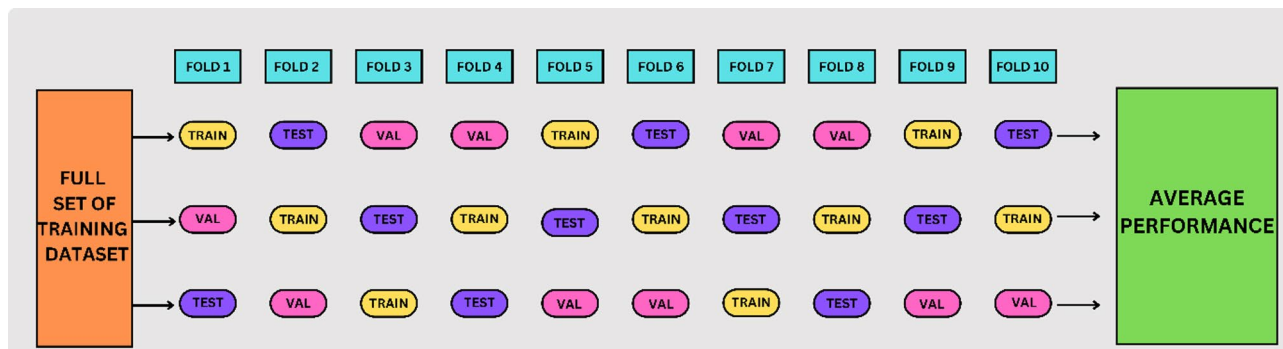 FOLD 1 FOLD 2 FOLD 3 FOLD 4 FOLD 5 FOLD 6 FOLD 7 FOLD 8 FOLD 9 FOLD 10
TRAIN TEST VAL VAL TRAIN TEST VAL VAL TRAIN TEST
FULL
SET OF
TRAINING
DATASET
VAL TRAIN TEST TRAIN TEST TRAIN TEST TRAIN TEST TRAIN
AVERAGE
PERFORMANCE
TEST VAL TRAIN TEST VAL VAL TRAIN TEST VAL VAL